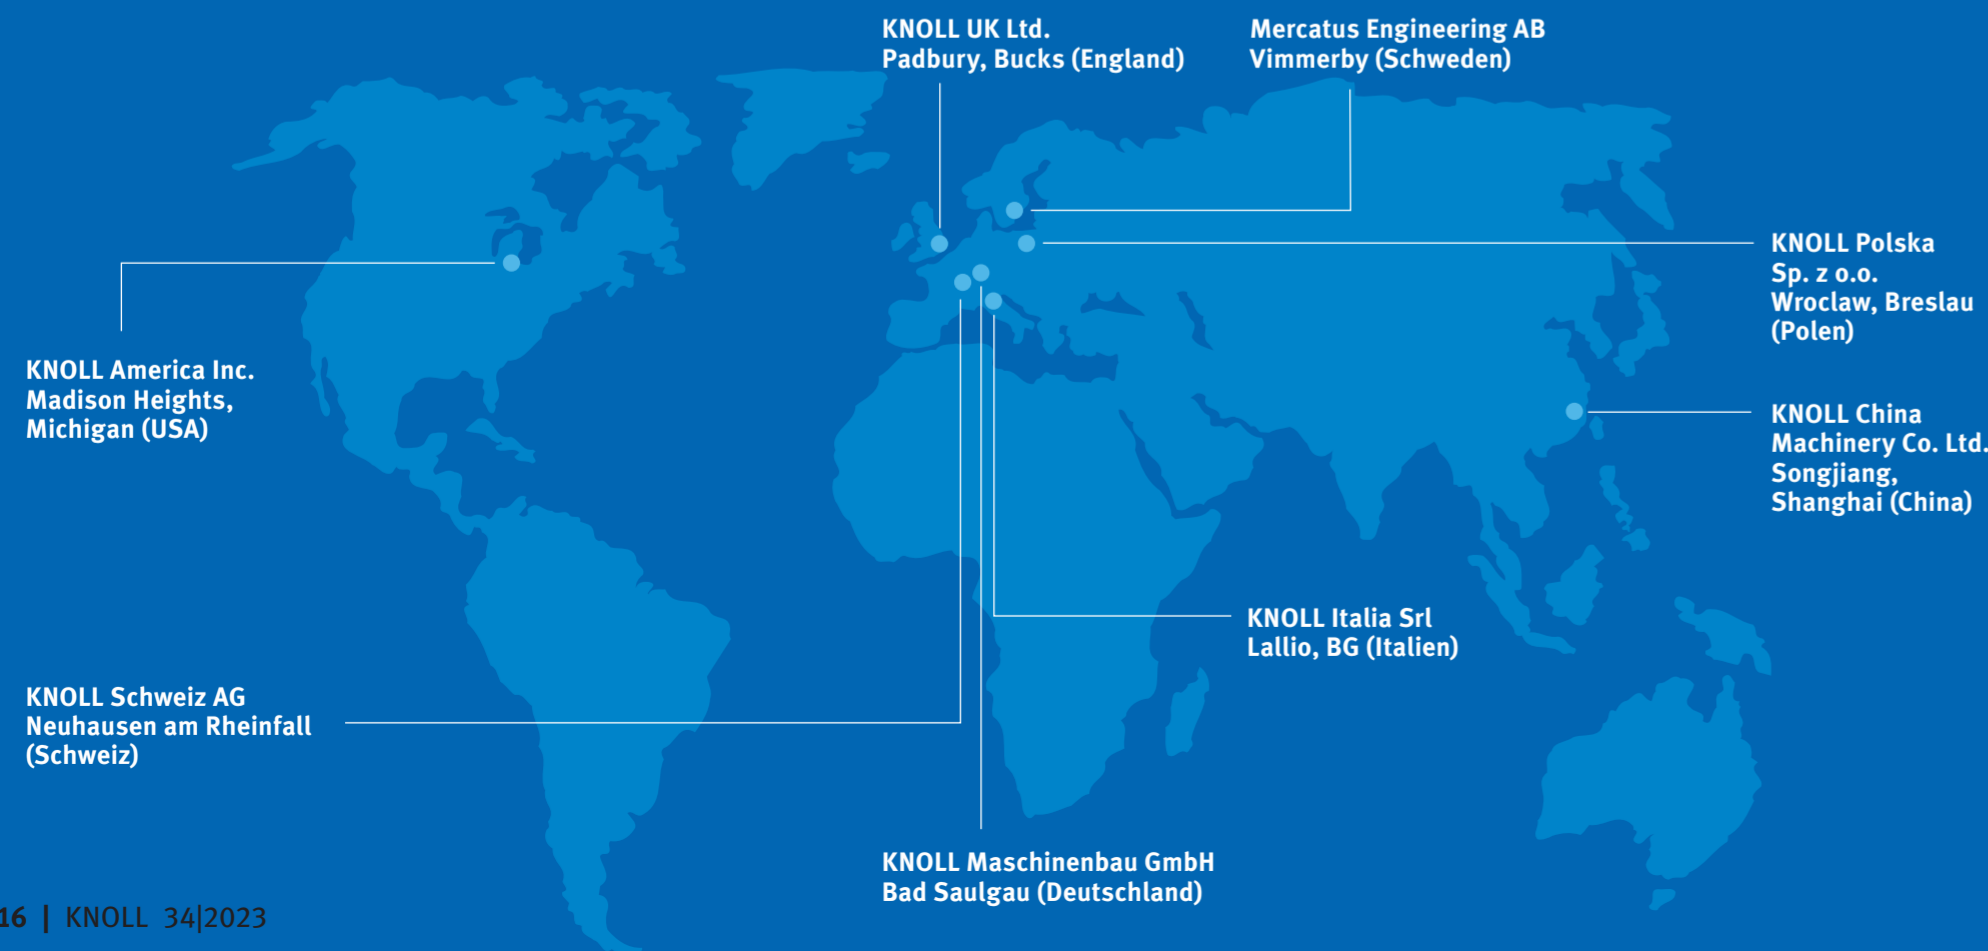 KNOLL UK Ltd.
Padbury, Bucks (England)
Mercatus Engineering AB
Vimmerby (Schweden)
KNOLL Polska
Sp. z o.o.
Wroclaw, Breslau
(Polen)
KNOLL America Inc.
Madison Heights,
Michigan (USA)
KNOLL China
Machinery Co. Ltd.
Songjiang,
Shanghai (China)
KNOLL Italia Srl
Lallio, BG (Italien)
KNOLL Schweiz AG
Neuhausen am Rheinfall
(Schweiz)
KNOLL Maschinenbau GmbH
Bad Saulgau (Deutschland)
16 | KNOLL 34|2023